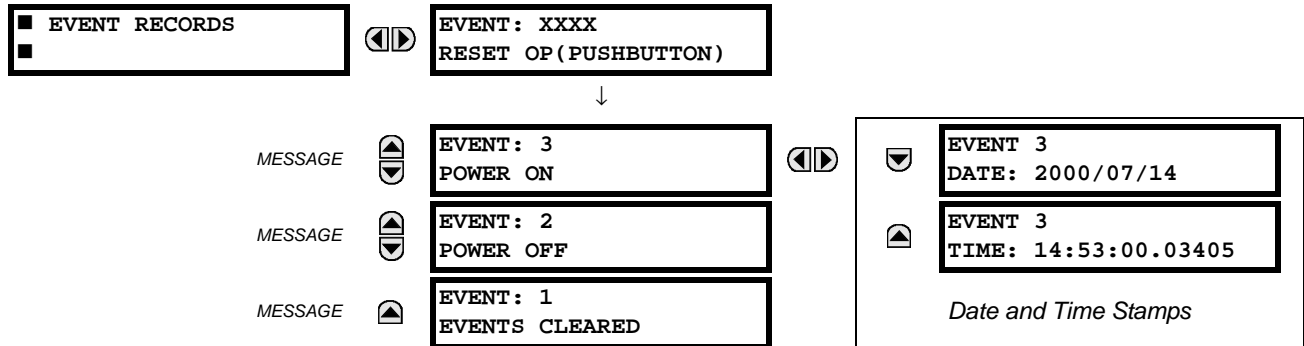 ■ EVENT RECORDS
■
EVENT: XXXX
RESET OP(PUSHBUTTON)
↓
MESSAGE
EVENT: 3
POWER ON
EVENT 3
DATE: 2000/07/14
MESSAGE
EVENT: 2
POWER OFF
EVENT 3
TIME: 14:53:00.03405
MESSAGE
EVENT: 1
EVENTS CLEARED
Date and Time Stamps